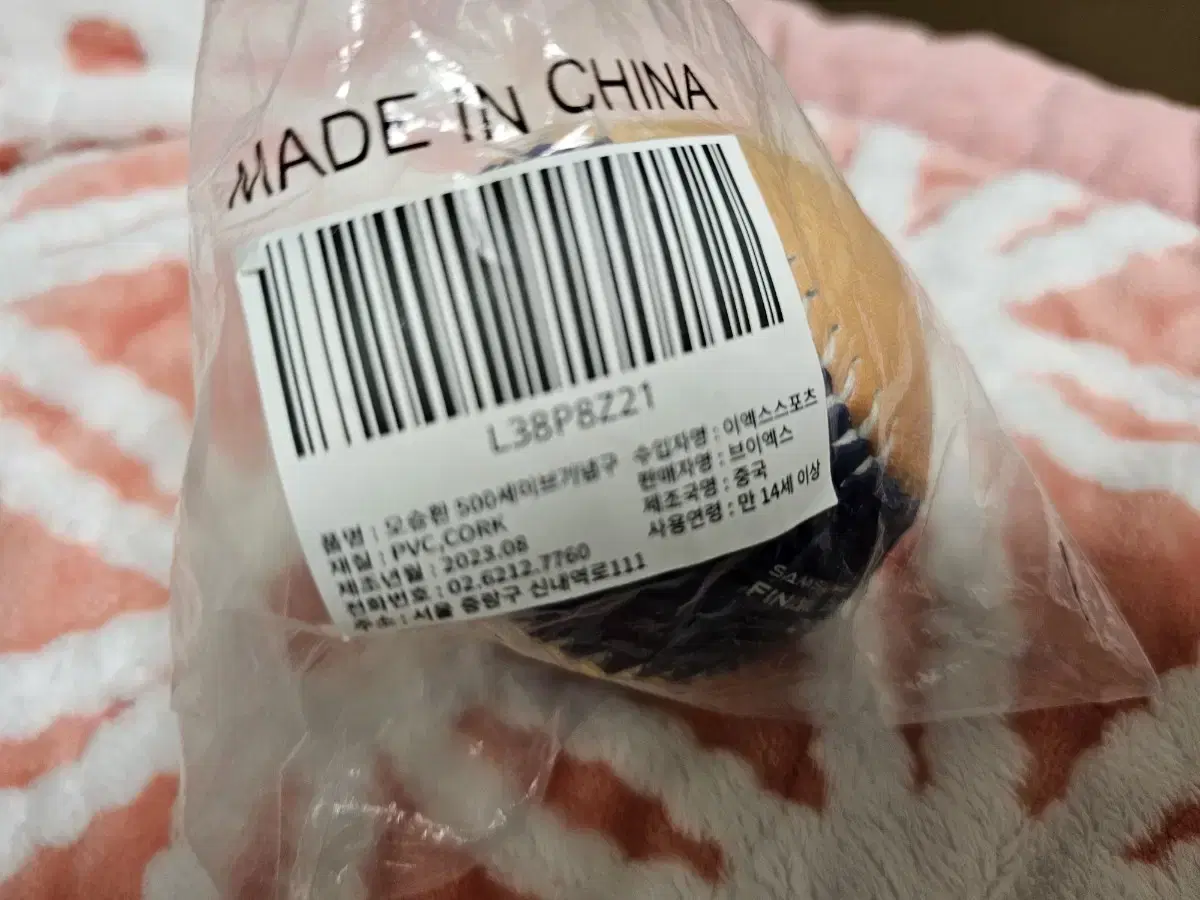 MADE IN CHINA
L38P8Z21
품명 : 오승환 500세이브기념구
재질 : PVC,CORK
제조년월 : 2023.08
전화번호 : 02.6212.7760
주소 : 서울 중랑구 신내역로111
수입자명 : 이엑스스포츠
판매자명 : 브이엑스
제조국명 : 중국
사용연령 : 만 14세 이상